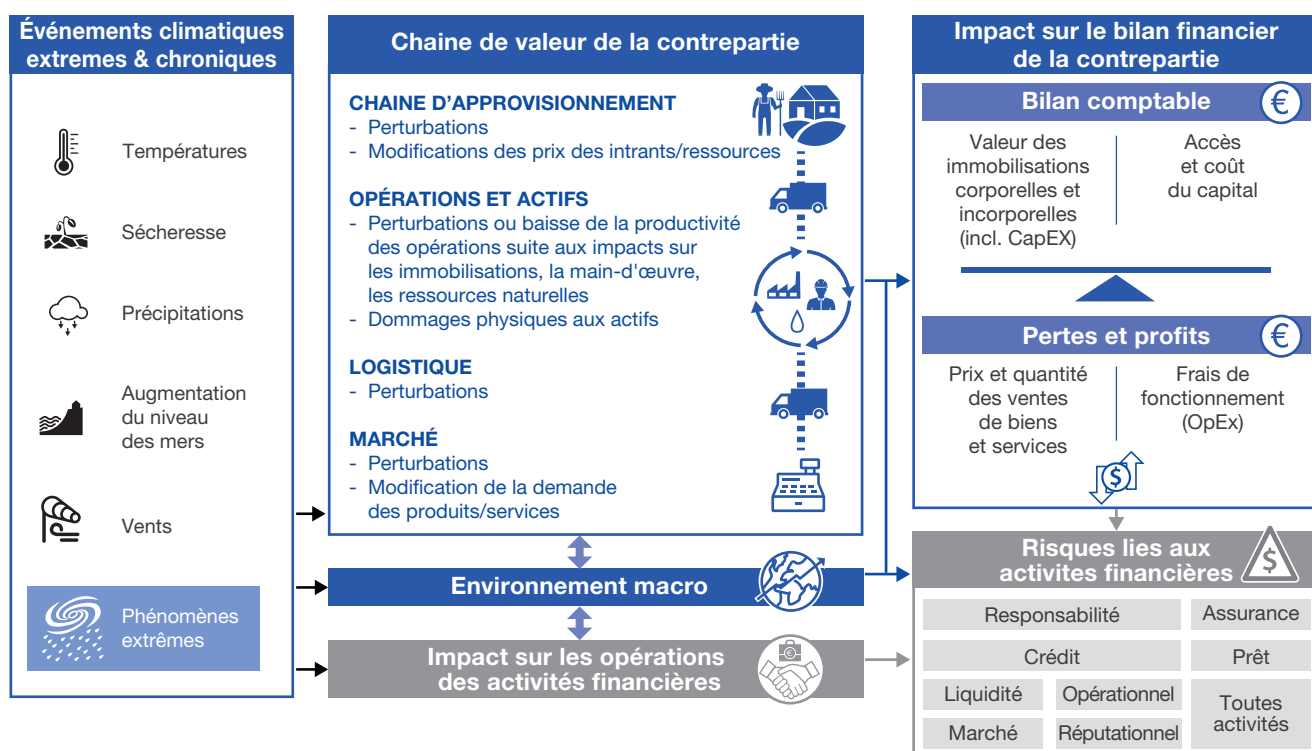 Événements climatiques
extremes & chroniques
Températures
Sécheresse
Précipitations
Augmentation
du niveau
des mers
Vents
Phénomènes
extrêmes
Chaine de valeur de la contrepartie
CHAINE D'APPROVISIONNEMENT
- Perturbations
- Modifications des prix des intrants/ressources
OPÉRATIONS ET ACTIFS
- Perturbations ou baisse de la productivité
des opérations suite aux impacts sur
les immobilisations, la main-d'œuvre,
les ressources naturelles
- Dommages physiques aux actifs
LOGISTIQUE
- Perturbations
MARCHÉ
- Perturbations
- Modification de la demande
des produits/services
Environnement macro
Impact sur les opérations
des activités financières
€
Impact sur le bilan financier
de la contrepartie
Bilan comptable
€
Valeur des
immobilisations
corporelles et
incorporelles
(incl. CapEX)
Accès
et coût
du capital
Pertes et profits
€
Prix et quantité
des ventes
de biens
et services
Frais de
fonctionnement
(OpEx)
$
Risques lies aux
activites financières
$
Responsabilité
Assurance
Crédit
Prêt
Liquidité
Opérationnel
Toutes
activités
Marché
Réputationnel